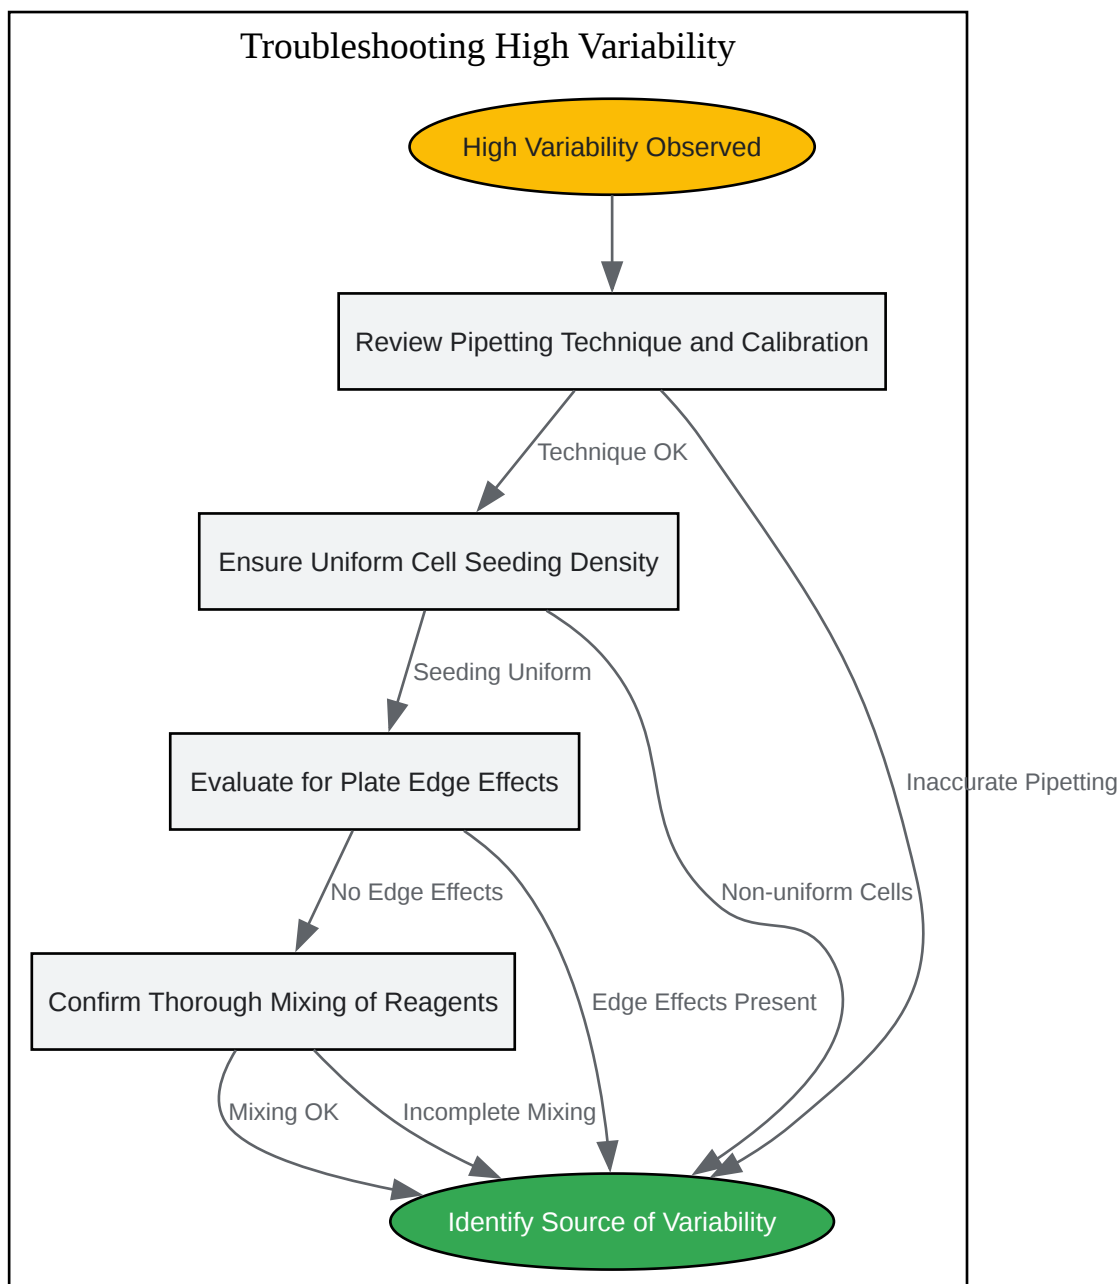 Troubleshooting High Variability
High Variability Observed
Review Pipetting Technique and Calibration
Technique OK
Ensure Uniform Cell Seeding Density
Seeding Uniform
Evaluate for Plate Edge Effects
Inaccurate Pipetting
No Edge Effects
Non-uniform Cells
Confirm Thorough Mixing of Reagents
Edge Effects Present
Mixing OK
Incomplete Mixing
Identify Source of Variability